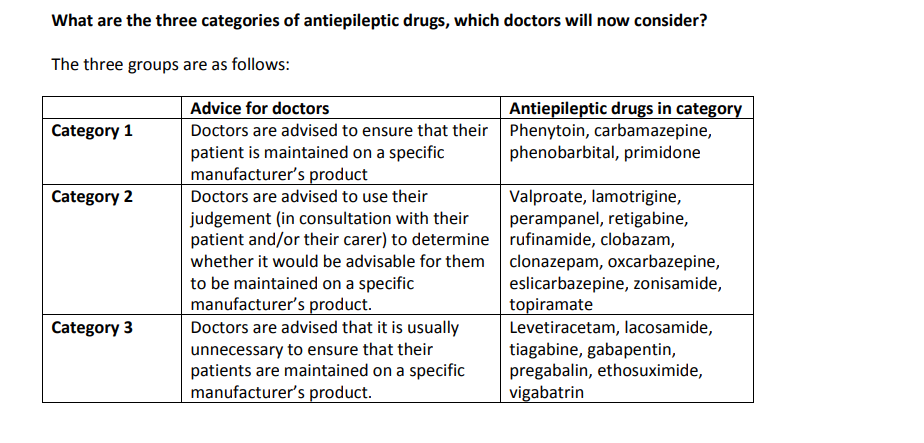 What are the three categories of antiepileptic drugs, which doctors will now consider?
The three groups are as follows:
Advice for doctors
Antiepileptic drugs in category
Category 1
Doctors are advised to ensure that their
patient is maintained on a specific
manufacturer's product
Phenytoin, carbamazepine,
phenobarbital, primidone
Category 2
Doctors are advised to use their
judgement (in consultation with their
patient and/or their carer) to determine
whether it would be advisable for them
to be maintained on a specific
manufacturer's product.
Valproate, lamotrigine,
perampanel, retigabine,
rufinamide, clobazam,
clonazepam, oxcarbazepine,
eslicarbazepine, zonisamide,
topiramate
Category 3
Doctors are advised that it is usually
unnecessary to ensure that their
patients are maintained on a specific
manufacturer's product.
Levetiracetam, lacosamide,
tiagabine, gabapentin,
pregabalin, ethosuximide,
vigabatrin